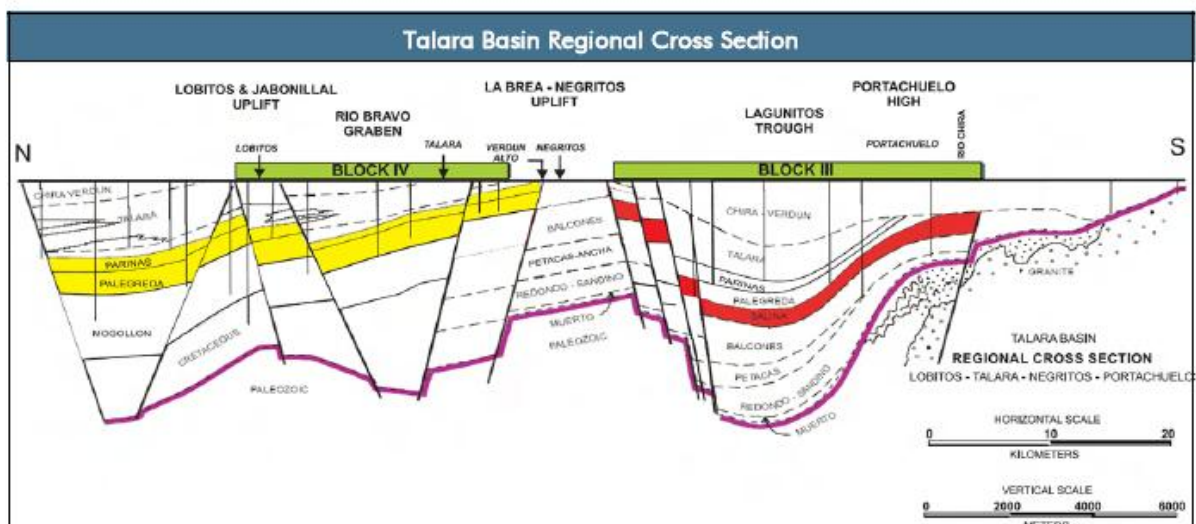 Talara Basin Regional Cross Section
LOBITOS & JABONILLAL
UPLIFT
RIO BRAVO
GRABEN
LA BREA - NEGRITOS
UPLIFT
LAGUNITOS
TROUGH
PORTACHUELO
HIGH
N
S
LOBITOS
TALARA
VERDUN
ALTO
NEGRITOS
PORTACHUELO
RIO CHIRA
BLOCK IV
BLOCK III
CHIRA VERDUN
TALARA
PARINAS
PALEGREDA
MOGOLLON
CRETACEOUS
PALEOZOIC
BALCONES
PETACAS-ANCHA
REDONDO - SANDINO
MUERTO
PALEOZOIC
CHIRA - VERDUN
TALARA
PARINAS
PALEGREDA
SALINA
BALCONES
PETACAS
REDONDO - SANDINO
MUERTO
GRANITE
TALARA BASIN
REGIONAL CROSS SECTION
LOBITOS - TALARA - NEGRITOS - PORTACHUELO
HORIZONTAL SCALE
0 10 20
KILOMETERS
VERTICAL SCALE
0 2000 4000 6000
METERS